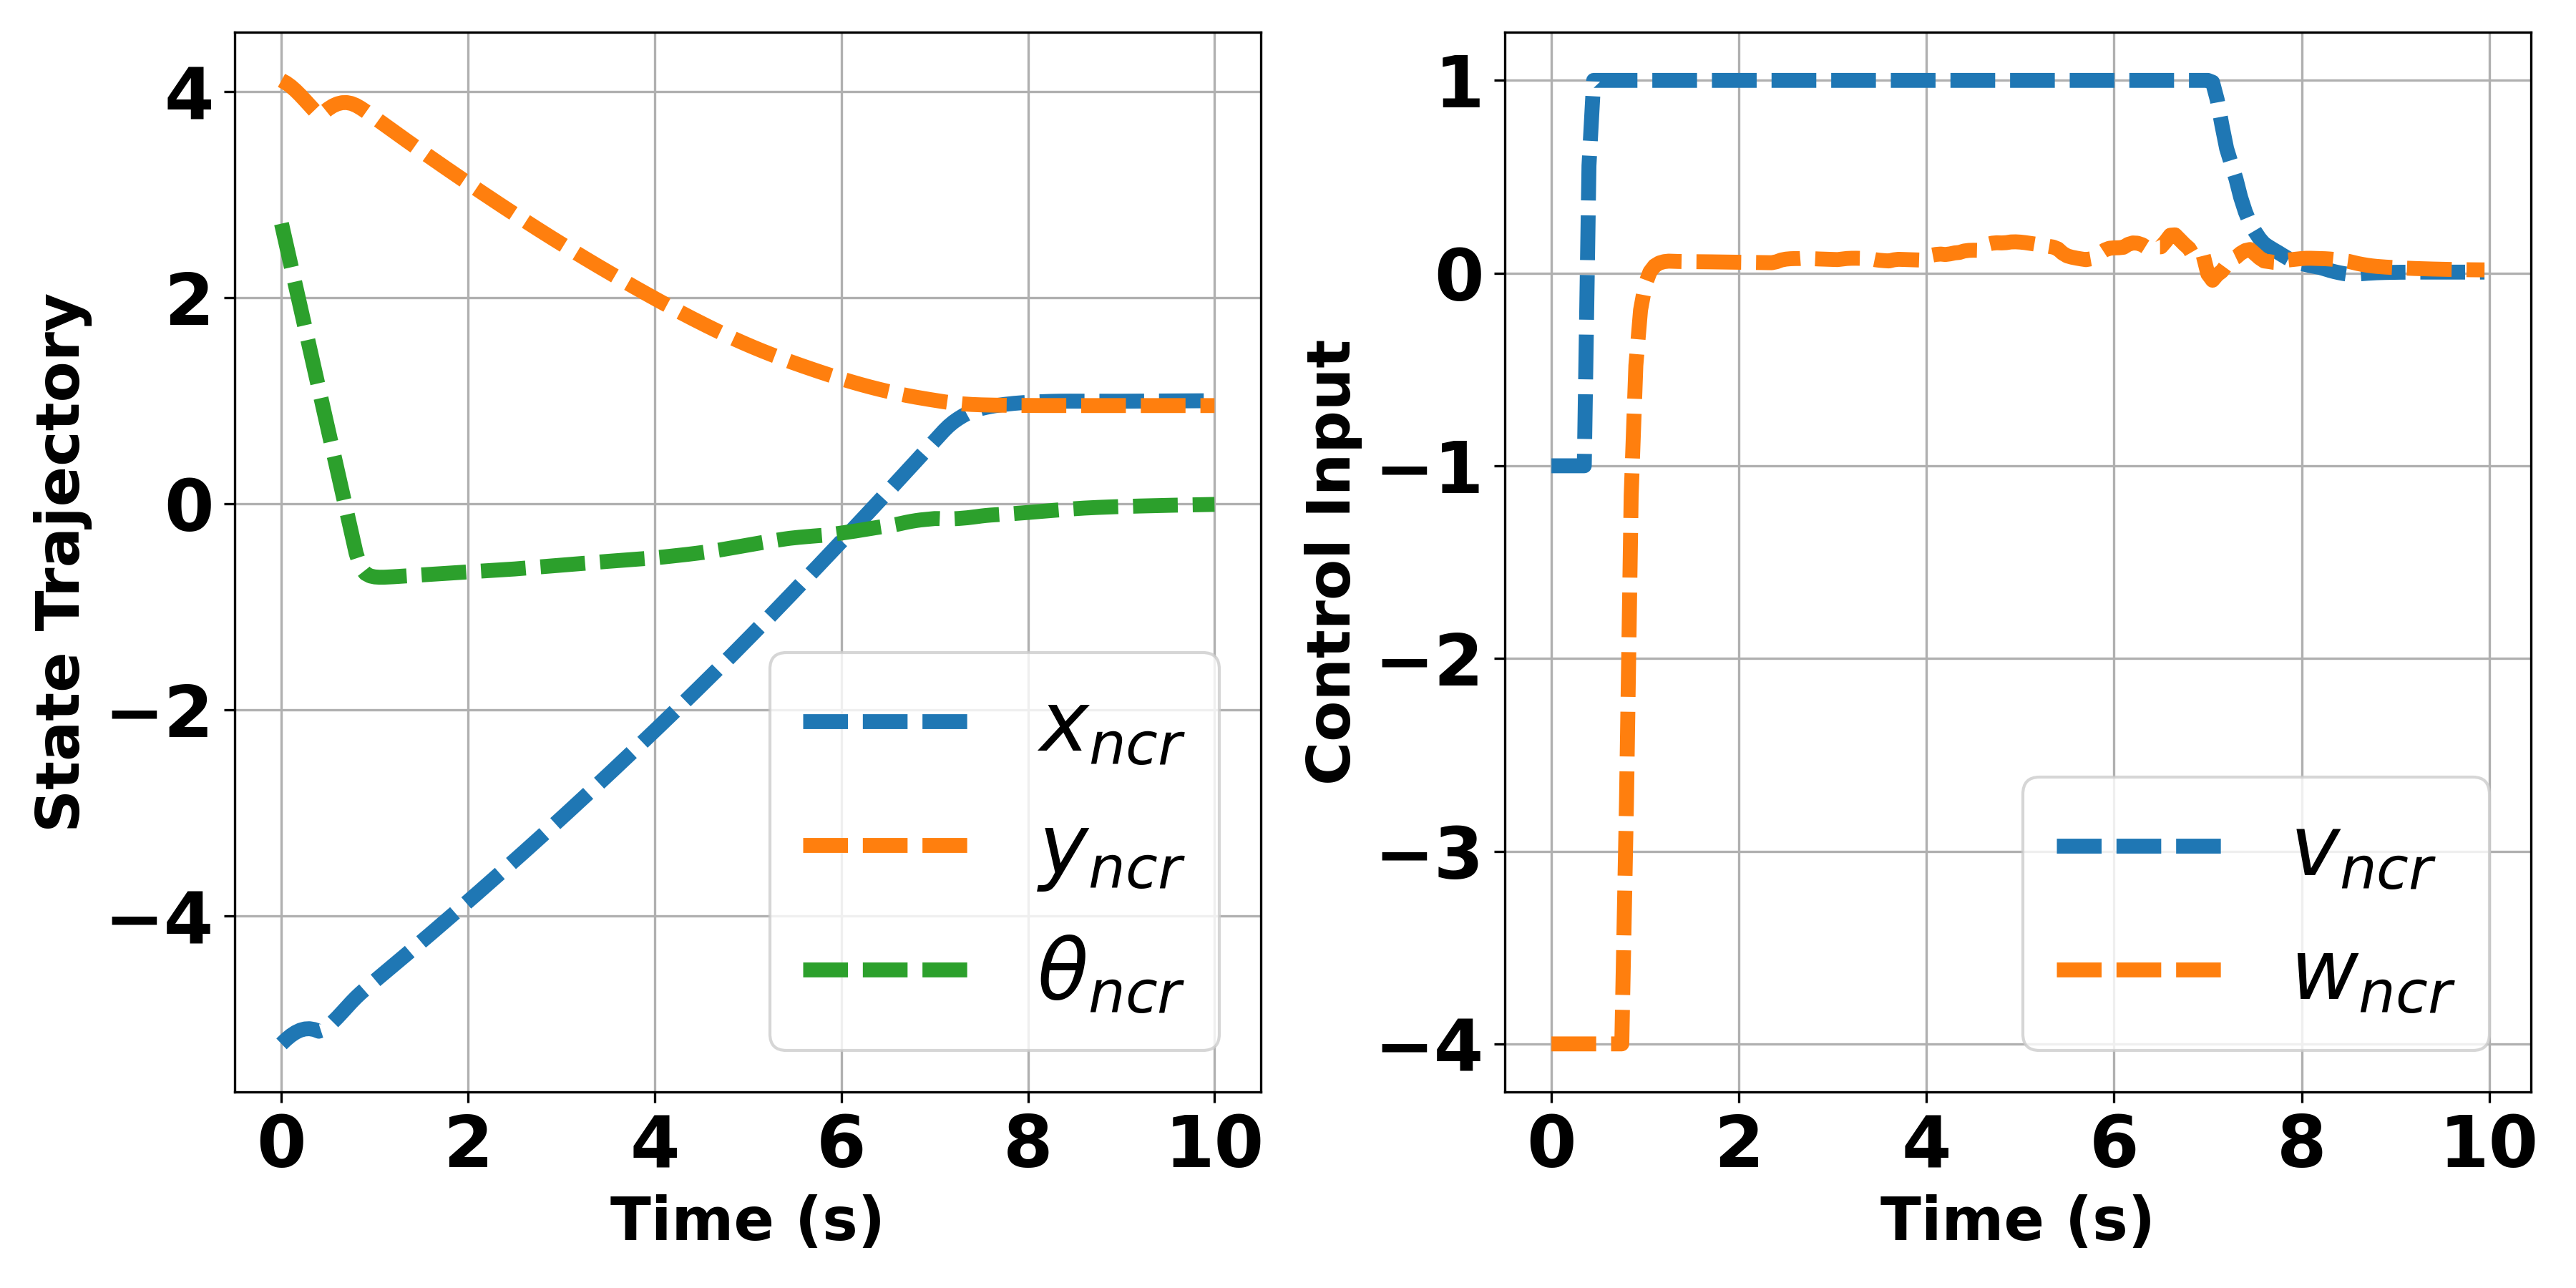 State Trajectory
4
2
0
−2
−4
0 2 4 6 8 10
Time (s)
x_ncr
y_ncr
θ_ncr
Control Input
1
0
−1
−2
−3
−4
0 2 4 6 8 10
Time (s)
v_ncr
w_ncr